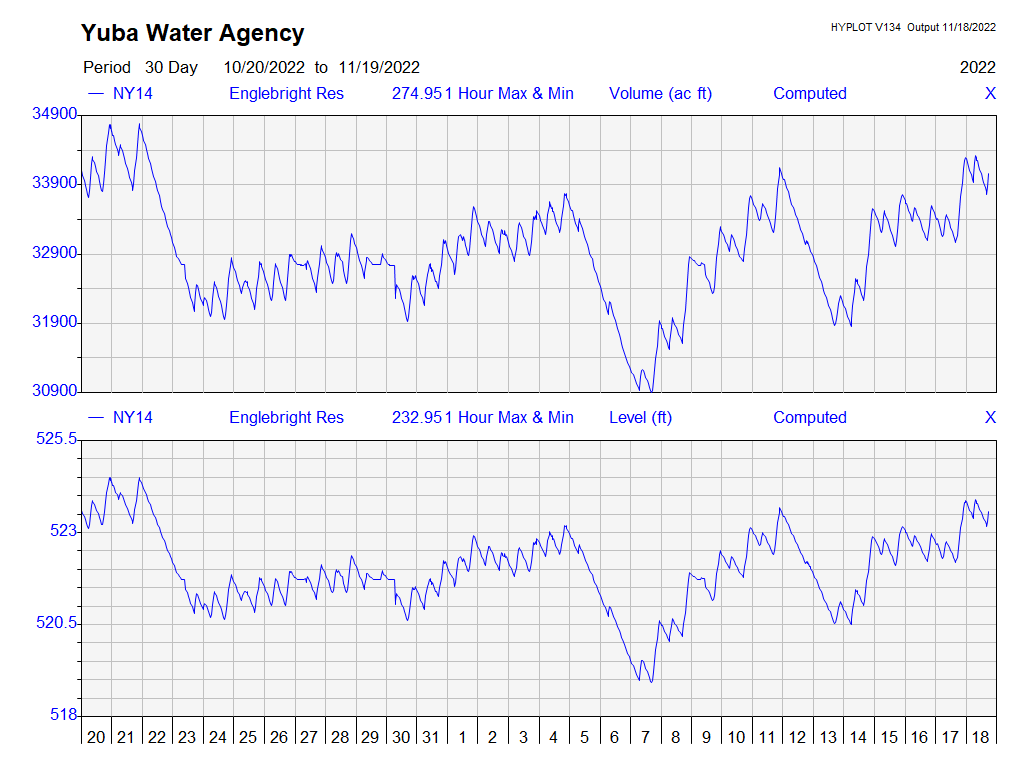 Yuba Water Agency
HYPLOT V134 Output 11/18/2022
Period 30 Day 10/20/2022 to 11/19/2022 2022
— NY14 Englebright Res 274.951 Hour Max & Min Volume (ac ft) Computed X
34900
33900
32900
31900
30900
— NY14 Englebright Res 232.951 Hour Max & Min Level (ft) Computed X
525.5
523
520.5
518
20 21 22 23 24 25 26 27 28 29 30 31 1 2 3 4 5 6 7 8 9 10 11 12 13 14 15 16 17 18